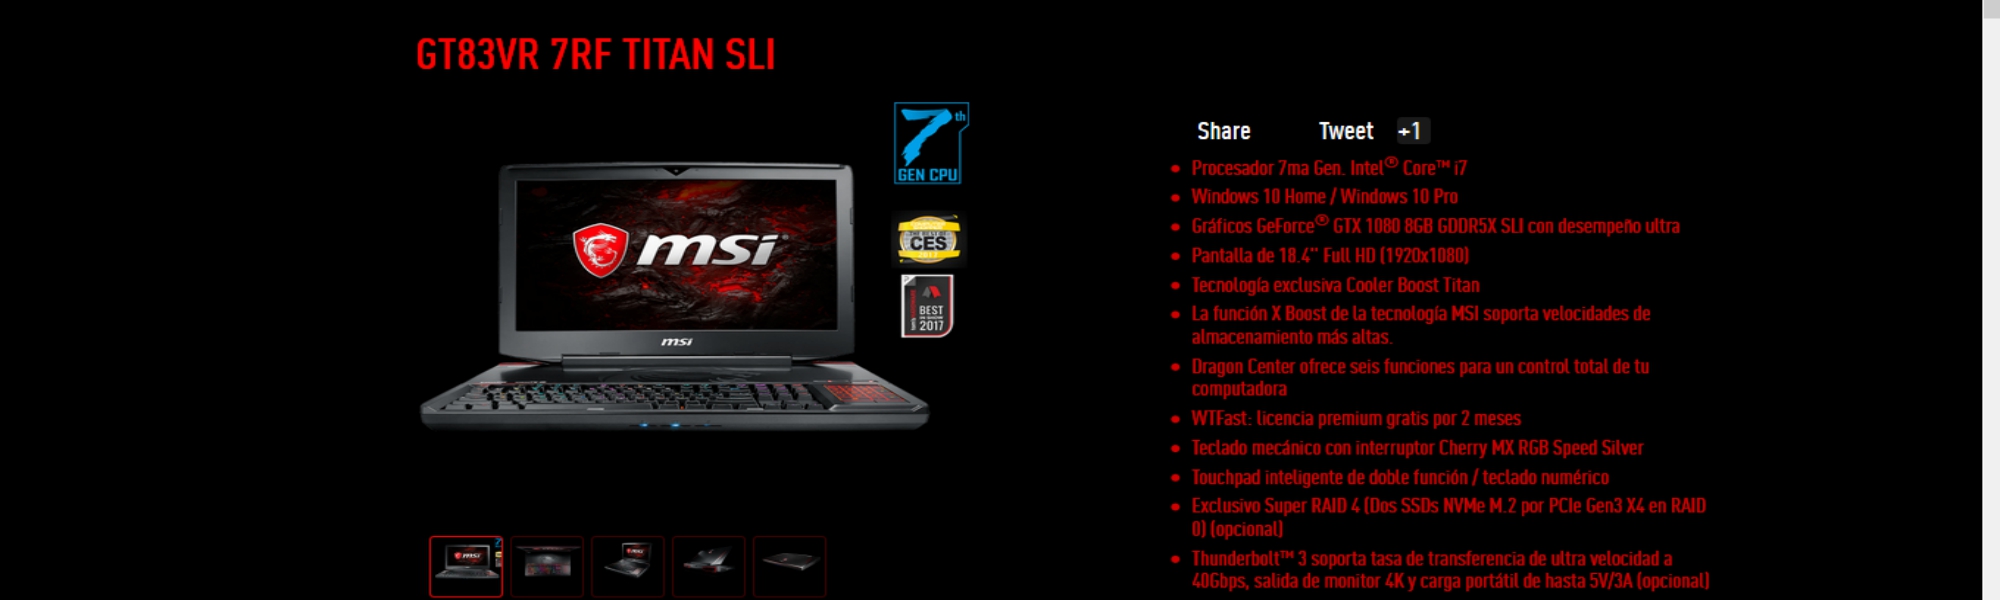 GT83VR 7RF TITAN SLI
7th
GEN CPU
THE BEST OF
CES
2017
BEST
2017
msi
msi
Share Tweet +1
Procesador 7ma Gen. Intel® Core™ i7
Windows 10 Home / Windows 10 Pro
Gráficos GeForce® GTX 1080 8GB GDDR5X SLI con desempeño ultra
Pantalla de 18.4" Full HD (1920x1080)
Tecnología exclusiva Cooler Boost Titan
La función X Boost de la tecnología MSI soporta velocidades de
almacenamiento más altas.
Dragon Center ofrece seis funciones para un control total de tu
computadora
WTFast: licencia premium gratis por 2 meses
Teclado mecánico con interruptor Cherry MX RGB Speed Silver
Touchpad inteligente de doble función / teclado numérico
Exclusivo Super RAID 4 (Dos SSDs NVMe M.2 por PCIe Gen3 X4 en RAID
0) (opcional)
Thunderbolt™ 3 soporta tasa de transferencia de ultra velocidad a
40Gbps, salida de monitor 4K y carga portátil de hasta 5V/3A (opcional)